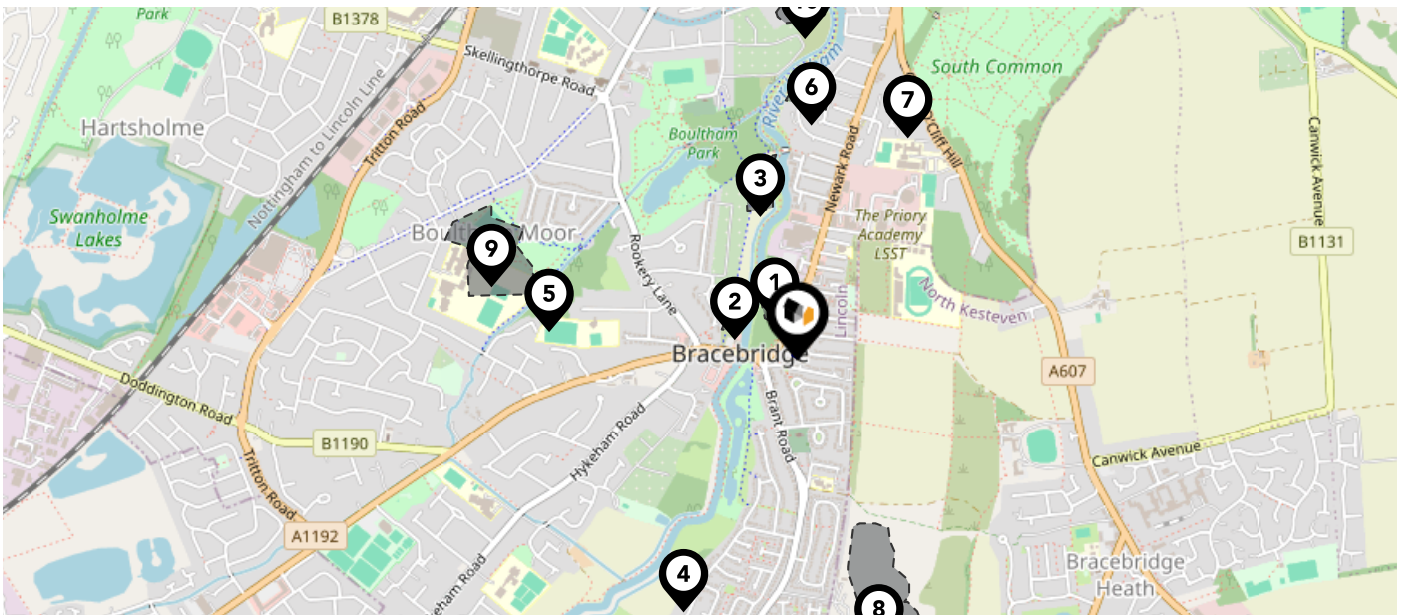 Park
B1378
Skellingthorpe Road
South Common
6
7
Cliff Hill
Hartsholme
Nottingham to Lincoln Line
Tritton Road
Boultham
Park
Newark Road
Canwick Avenue
3
Swanholme
Lakes
The Priory
Academy
LSST
B1131
9
Rookery Lane
5
1
2
North Kesteven
Lincoln
Bracebridge
A607
Doddington Road
Brant Road
B1190
Hykeham Road
Canwick Avenue
Tritton Road
A1192
4
Bracebridge
Heath
8